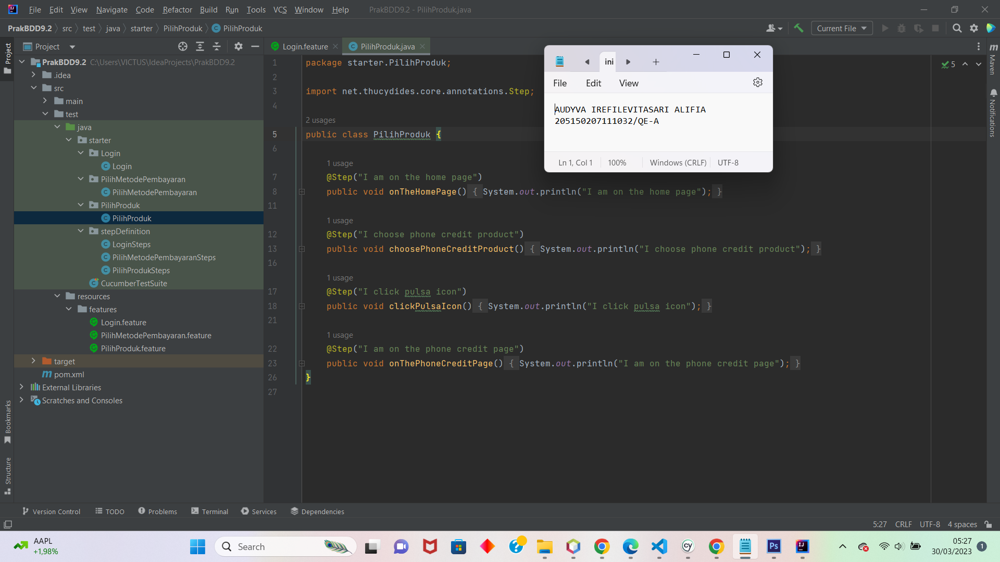 File Edit View Navigate Code Refactor Build Run Tools VCS Window Help PrakBDD9.2 - PilihProduk.java
PrakBDD9.2 src test java starter PilihProduk PilihProduk
Current File
Project
Project
PrakBDD9.2 C:\Users\VICTUS\IdeaProjects\PrakBDD9.2
.idea
src
main
test
java
starter
Login
Login
PilihMetodePembayaran
PilihMetodePembayaran
PilihProduk
PilihProduk
stepDefinition
LoginSteps
PilihMetodePembayaranSteps
PilihProdukSteps
CucumberTestSuite
resources
features
Login.feature
PilihMetodePembayaran.feature
PilihProduk.feature
target
pom.xml
External Libraries
Scratches and Consoles
Bookmarks
Structure
Login.feature PilihProduk.java
1 package starter.PilihProduk;
2
3 import net.thucydides.core.annotations.Step;
4
2 usages
5 public class PilihProduk {
6
1 usage
7 @Step("I am on the home page")
8 public void onTheHomePage() { System.out.println("I am on the home page"); }
11
1 usage
12 @Step("I choose phone credit product")
13 public void choosePhoneCreditProduct() { System.out.println("I choose phone credit product"); }
16
1 usage
17 @Step("I click pulsa icon")
18 public void clickPulsaIcon() { System.out.println("I click pulsa icon"); }
21
1 usage
22 @Step("I am on the phone credit page")
23 public void onThePhoneCreditPage() { System.out.println("I am on the phone credit page"); }
26 }
27
5
Maven
Notifications
ini
File Edit View
AUDYVA IREFILEVITASARI ALIFIA
205150207111032/QE-A
Ln 1, Col 1 100% Windows (CRLF) UTF-8
Version Control TODO Problems Terminal Services Dependencies
5:27 CRLF UTF-8 4 spaces
AAPL
+1,98%
Search
cy
Ps
IJ
05:27
30/03/2023
1